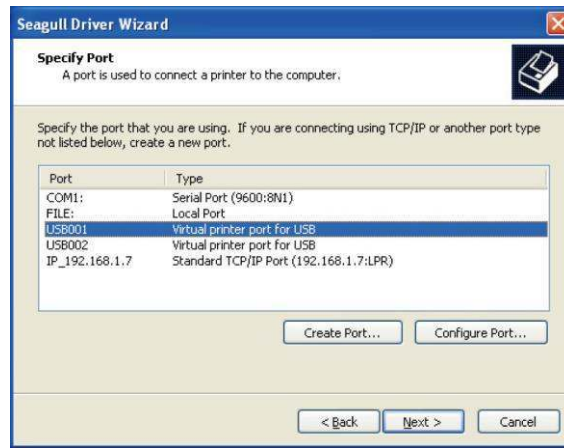 Seagull Driver Wizard
Specify Port
A port is used to connect a printer to the computer.
Specify the port that you are using. If you are connecting using TCP/IP or another port type
not listed below, create a new port.
Port Type
COM1: Serial Port (9600:8N1)
FILE: Local Port
USB001 Virtual printer port for USB
USB002 Virtual printer port for USB
IP_192.168.1.7 Standard TCP/IP Port (192.168.1.7:LPR)
Create Port... Configure Port...
< Back Next > Cancel